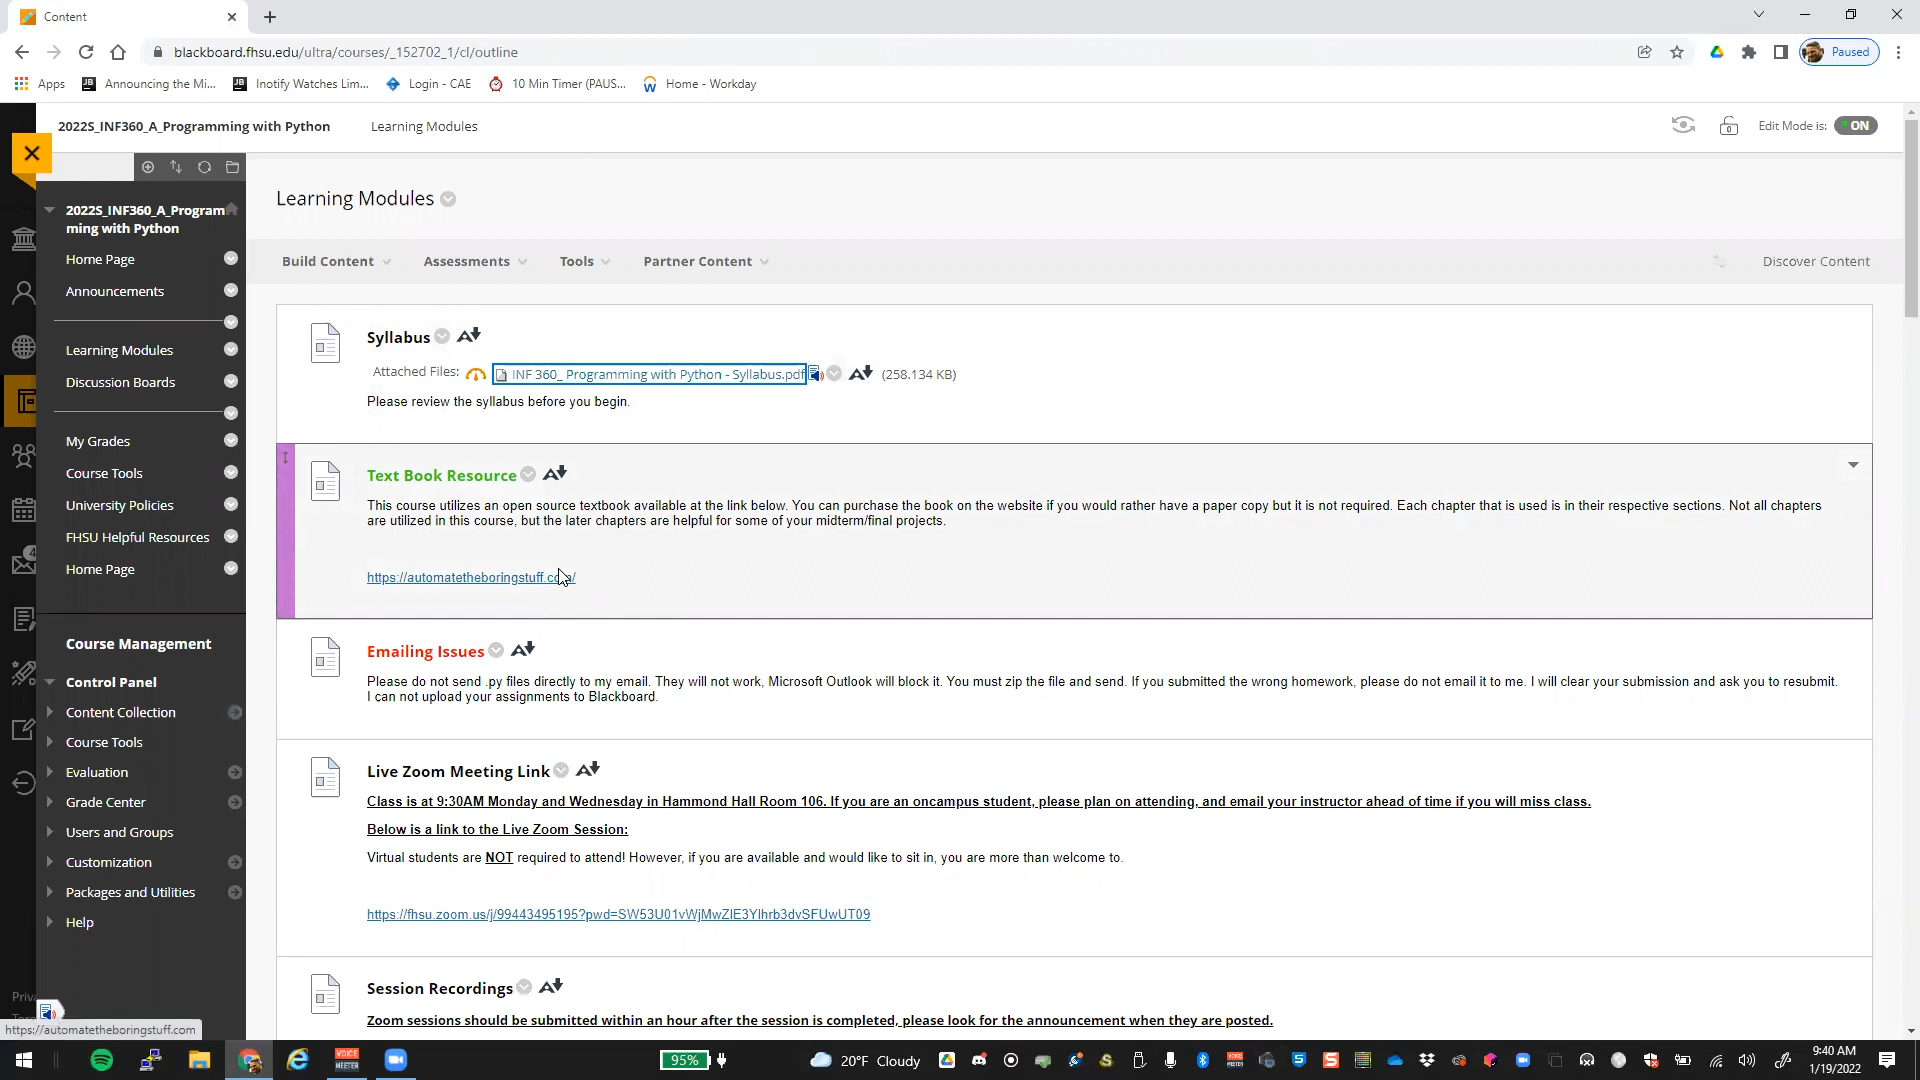 Content
Paused
blackboard.fhsu.edu/ultra/courses/_152702_1/cl/outline
Apps
Announcing the Mi...
Inotify Watches Lim...
Login - CAE
10 Min Timer (PAUS...
Home - Workday
2022S_INF360_A_Programming with Python
Learning Modules
Edit Mode is:
ON
2022S_INF360_A_Program
ming with Python
Home Page
Announcements
Learning Modules
Discussion Boards
My Grades
Course Tools
University Policies
FHSU Helpful Resources
Home Page
4
Course Management
Control Panel
Content Collection
Course Tools
Evaluation
Grade Center
Users and Groups
Customization
Packages and Utilities
Help
Learning Modules
Build Content
Assessments
Tools
Partner Content
Discover Content
Syllabus
Attached Files: INF 360_ Programming with Python - Syllabus.pdf (258.134 KB)
Please review the syllabus before you begin.
Text Book Resource
This course utilizes an open source textbook available at the link below. You can purchase the book on the website if you would rather have a paper copy but it is not required. Each chapter that is used is in their respective sections. Not all chapters
are utilized in this course, but the later chapters are helpful for some of your midterm/final projects.
https://automatetheboringstuff.com/
Emailing Issues
Please do not send .py files directly to my email. They will not work, Microsoft Outlook will block it. You must zip the file and send. If you submitted the wrong homework, please do not email it to me. I will clear your submission and ask you to resubmit.
I can not upload your assignments to Blackboard.
Live Zoom Meeting Link
Class is at 9:30AM Monday and Wednesday in Hammond Hall Room 106. If you are an oncampus student, please plan on attending, and email your instructor ahead of time if you will miss class.
Below is a link to the Live Zoom Session:
Virtual students are NOT required to attend! However, if you are available and would like to sit in, you are more than welcome to.
https://fhsu.zoom.us/j/99443495195?pwd=SW53U01vWjMwZlE3Ylhrb3dvSFUwUT09
Session Recordings
Zoom sessions should be submitted within an hour after the session is completed, please look for the announcement when they are posted.
https://automatetheboringstuff.com
95%
20°F Cloudy
9:40 AM
1/19/2022